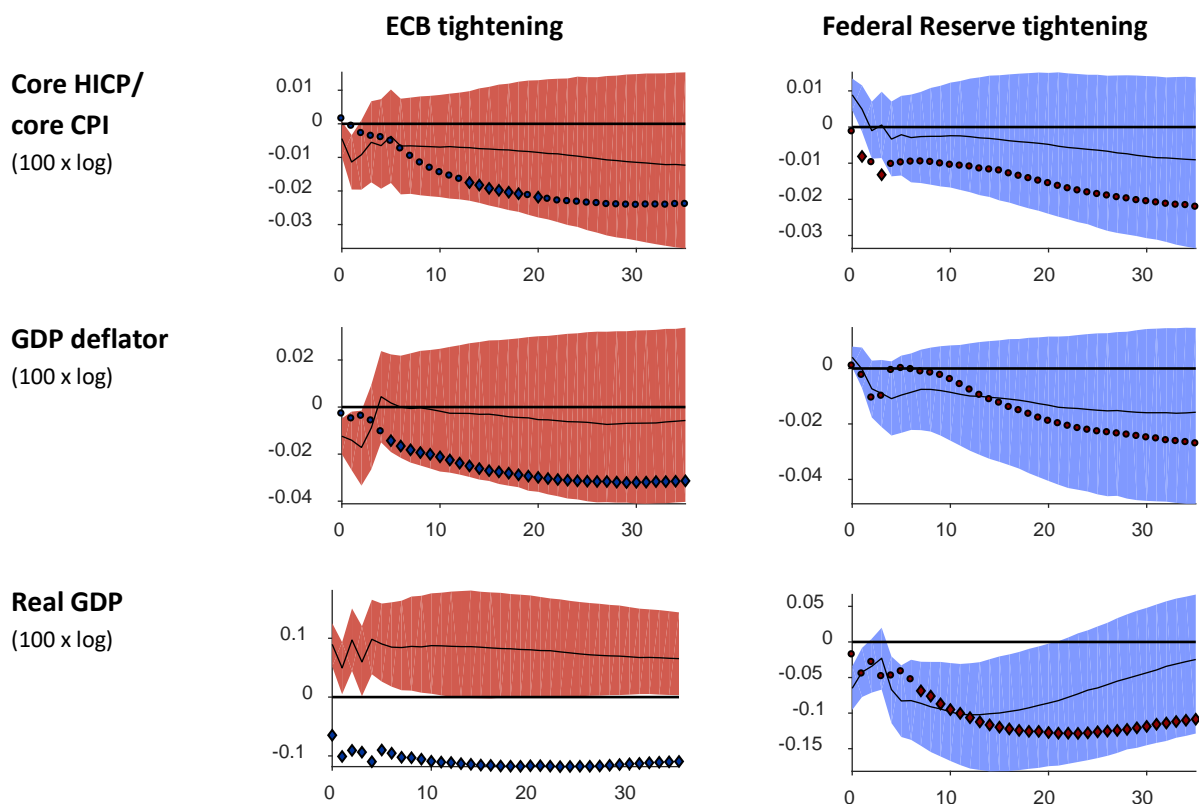 ECB tightening
Federal Reserve tightening
Core HICP/
core CPI
(100 x log)
0.01
0
-0.01
-0.02
-0.03
0 10 20 30
0.01
0
-0.01
-0.02
-0.03
0 10 20 30
GDP deflator
(100 x log)
0.02
0
-0.02
-0.04
0 10 20 30
0
-0.02
-0.04
0 10 20 30
Real GDP
(100 x log)
0.1
0
-0.1
0 10 20 30
0.05
0
-0.05
-0.1
-0.15
0 10 20 30